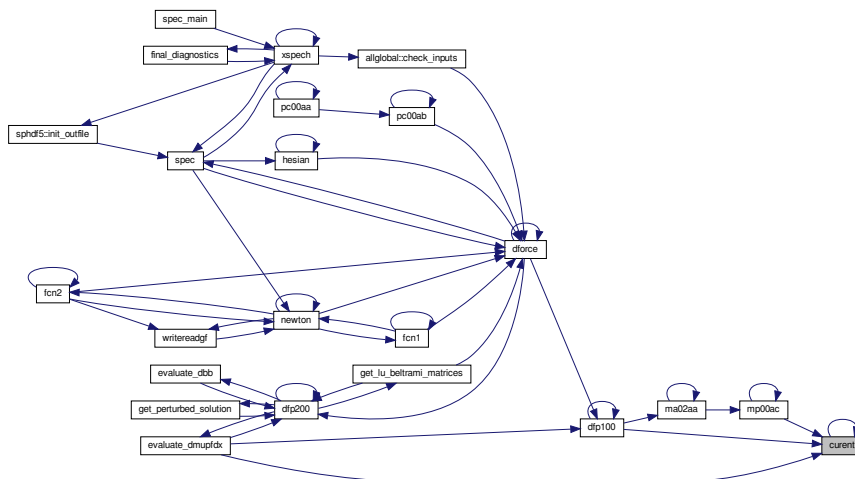 spec_main
final_diagnostics
xspech
allglobal::check_inputs
pc00aa
pc00ab
sphdf5::init_outfile
spec
hesian
dforce
fcn2
newton
writereadgf
fcn1
evaluate_dbb
get_lu_beltrami_matrices
get_perturbed_solution
dfp200
ma02aa
mp00ac
dfp100
evaluate_dmupfdx
curent